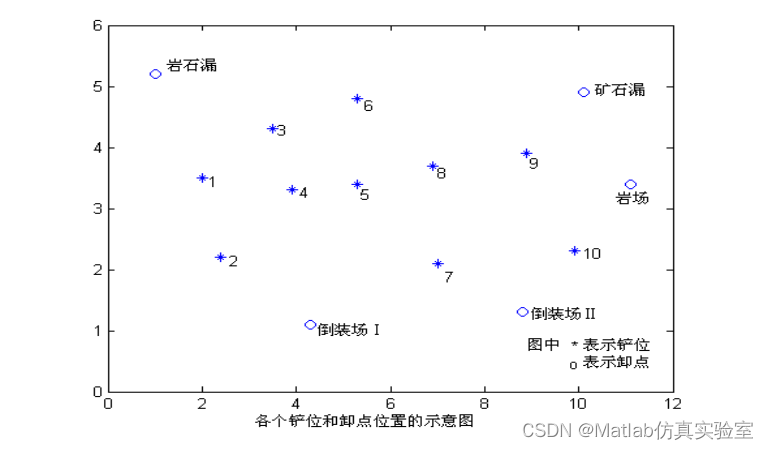 6
岩石漏
5
矿石漏
6
3
4
9
8
1
4
5
岩场
3
2
10
2
7
倒装场 I
倒装场 II
1
图中 * 表示铲位
o 表示卸点
0
0 2 4 6 8 10 12
各个铲位和卸点位置的示意图
CSDN @Matlab仿真实验室